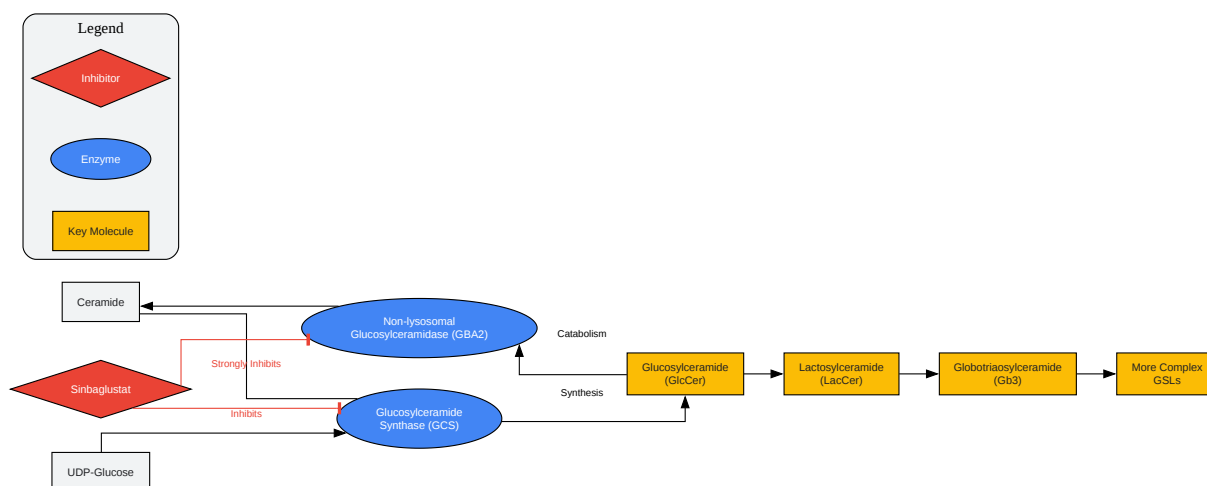 Legend
Inhibitor
Enzyme
Key Molecule
Ceramide
Non-lysosomal
Glucosylceramidase (GBA2)
Catabolism
Strongly Inhibits
Sinbaglustat
Glucosylceramide
(GlcCer)
Lactosylceramide
(LacCer)
Globotriaosylceramide
(Gb3)
More Complex
GSLs
Synthesis
Inhibits
Glucosylceramide
Synthase (GCS)
UDP-Glucose